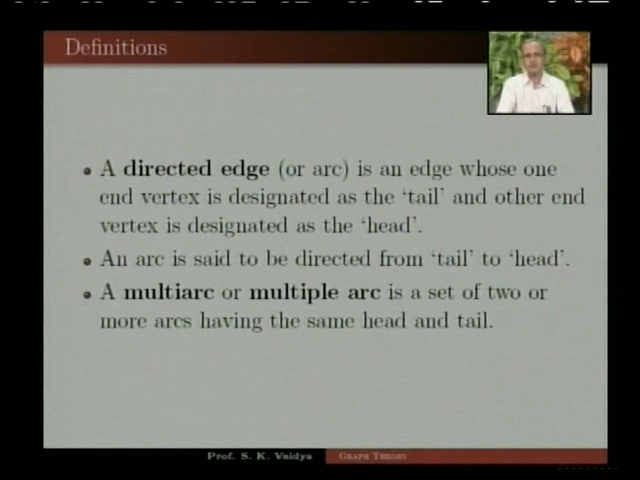 Definitions
A directed edge (or arc) is an edge whose one
end vertex is designated as the 'tail' and other end
vertex is designated as the 'head'.
An arc is said to be directed from 'tail' to 'head'.
A multiarc or multiple arc is a set of two or
more arcs having the same head and tail.
Prof. S. K. Vaidya
Graph Theory